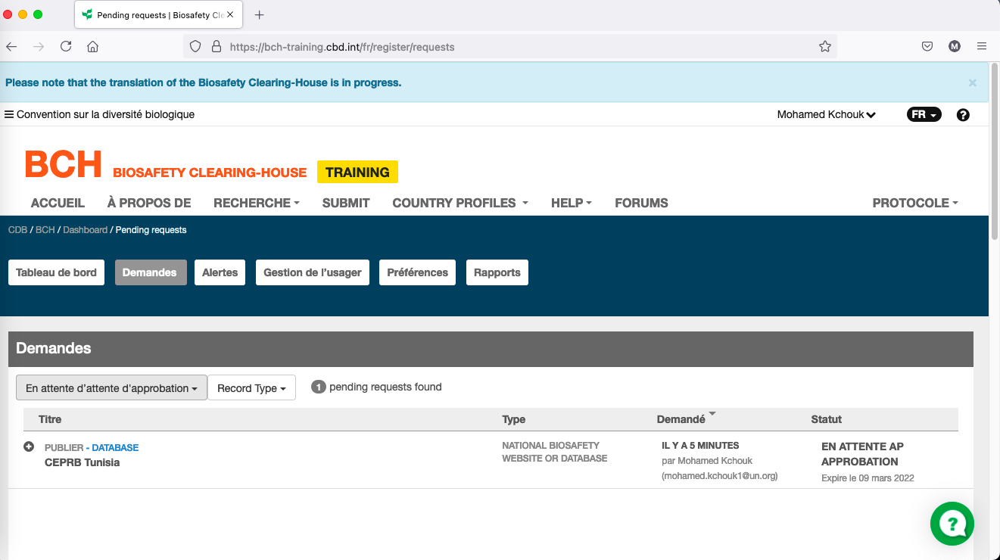 Pending requests | Biosafety Cle
https://bch-training.cbd.int/fr/register/requests
M
Please note that the translation of the Biosafety Clearing-House is in progress.
Convention sur la diversité biologique
Mohamed Kchouk
FR
?
BCH BIOSAFETY CLEARING-HOUSE TRAINING
ACCUEIL À PROPOS DE RECHERCHE SUBMIT COUNTRY PROFILES HELP FORUMS PROTOCOLE
CDB / BCH / Dashboard / Pending requests
Tableau de bord Demandes Alertes Gestion de l'usager Préférences Rapports
Demandes
En attente d'attente d'approbation Record Type 1 pending requests found
Titre Type Demandé Statut
PUBLIER - DATABASE
CEPRB Tunisia
NATIONAL BIOSAFETY
WEBSITE OR DATABASE
IL Y A 5 MINUTES
par Mohamed Kchouk
(mohamed.kchouk1@un.org)
EN ATTENTE AP
APPROBATION
Expire le 09 mars 2022
?